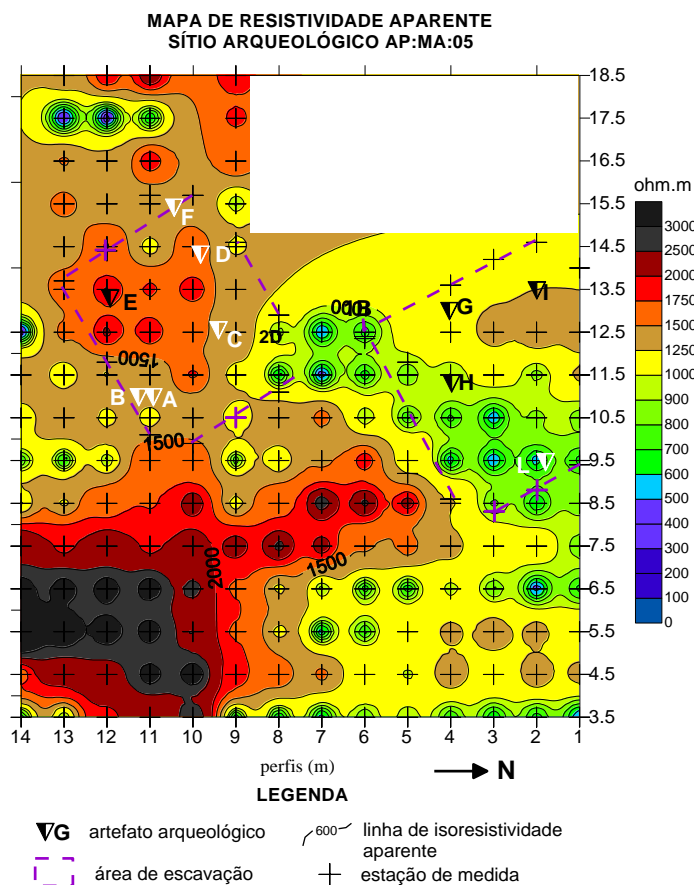 MAPA DE RESISTIVIDADE APARENTE
SÍTIO ARQUEOLÓGICO AP:MA:05
18.5
17.5
16.5
15.5
14.5
13.5
12.5
11.5
10.5
9.5
8.5
7.5
6.5
5.5
4.5
3.5
ohm.m
3000
3000
2500
2000
1500
1250
1000
900
800
700
600
500
400
300
200
100
0
F
D
E
C
B A
G
I
H
L
2D
1B
1500
1500
1500
2000
14 13 12 11 10 9 8 7 6 5 4 3 2 1
perfis (m)
N
LEGENDA
G artefato arqueológico
600 linha de isoresistividade
aparente
área de escavação
estação de medida